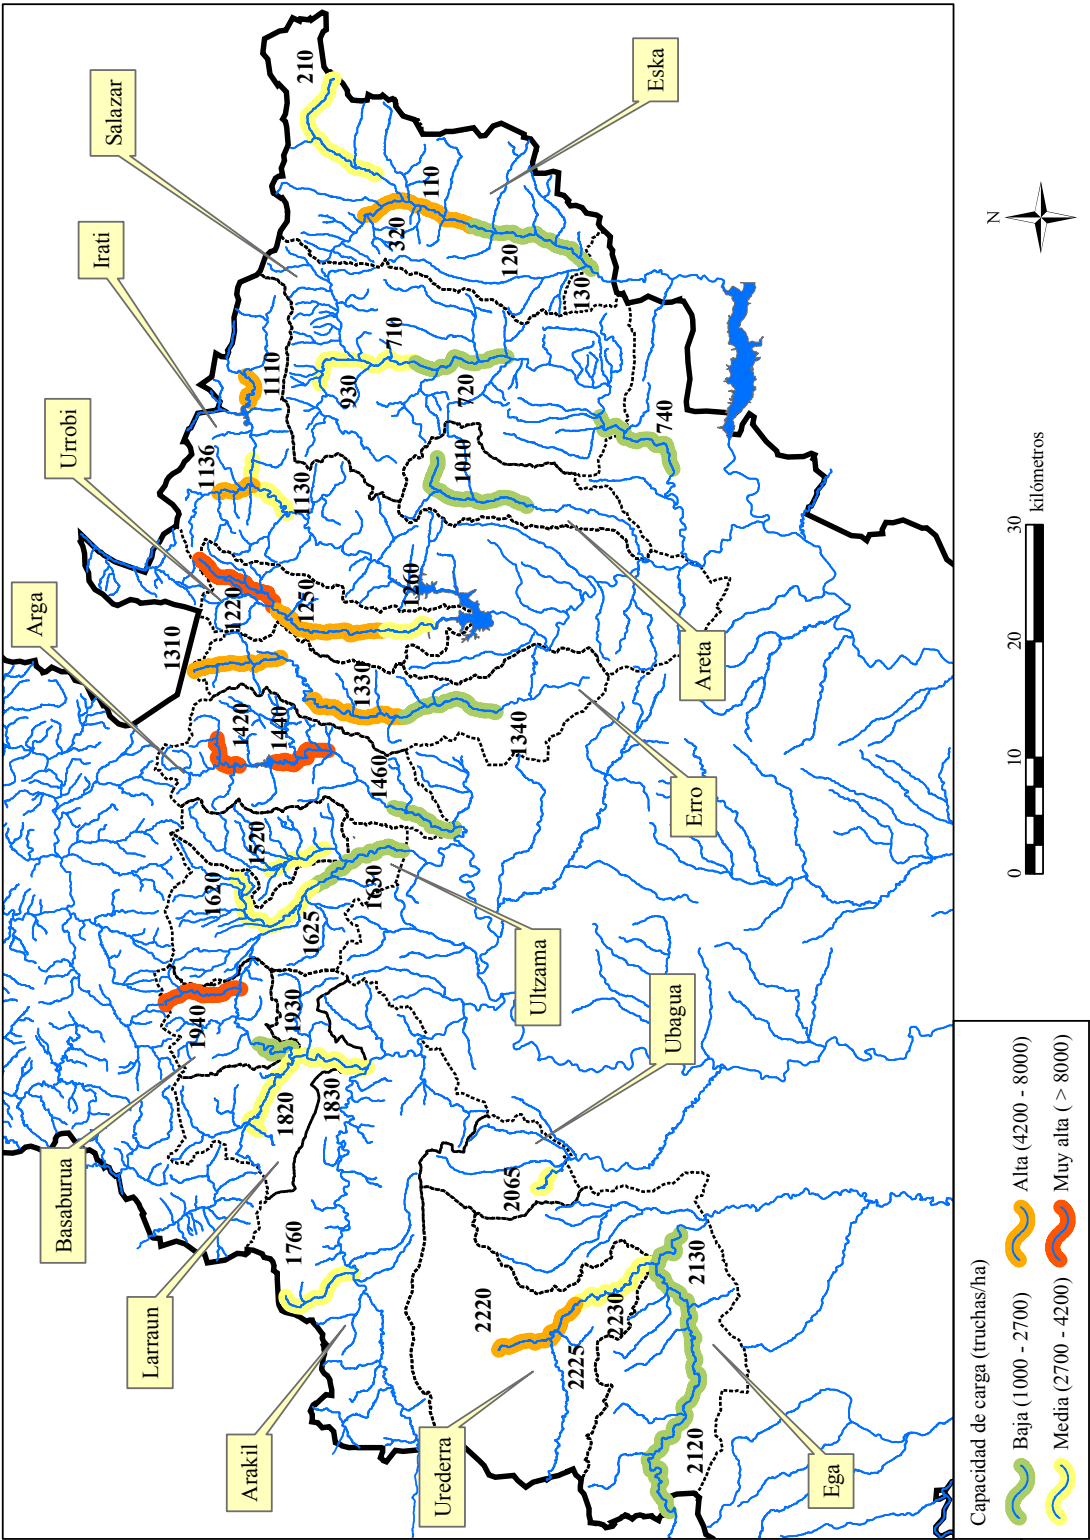 Arakil
Larraun
Basaburua
Arga
Urrobi
Irati
Salazar
210
1310
1220
1136
1110
1940
1620
1420
1440
1520
1250
1130
1820
1930
1625
1760
1830
1630
1460
1330
1260
930
710
320
110
1340
1010
720
120
130
740
Eska
2220
2065
2225
2230
2130
2120
Urederra
Ega
Ubagua
Ultzama
Erro
Areta
N
0 10 20 30
kilómetros
Capacidad de carga (truchas/ha)
Baja (1000 - 2700)
Alta (4200 - 8000)
Media (2700 - 4200)
Muy alta ( > 8000)